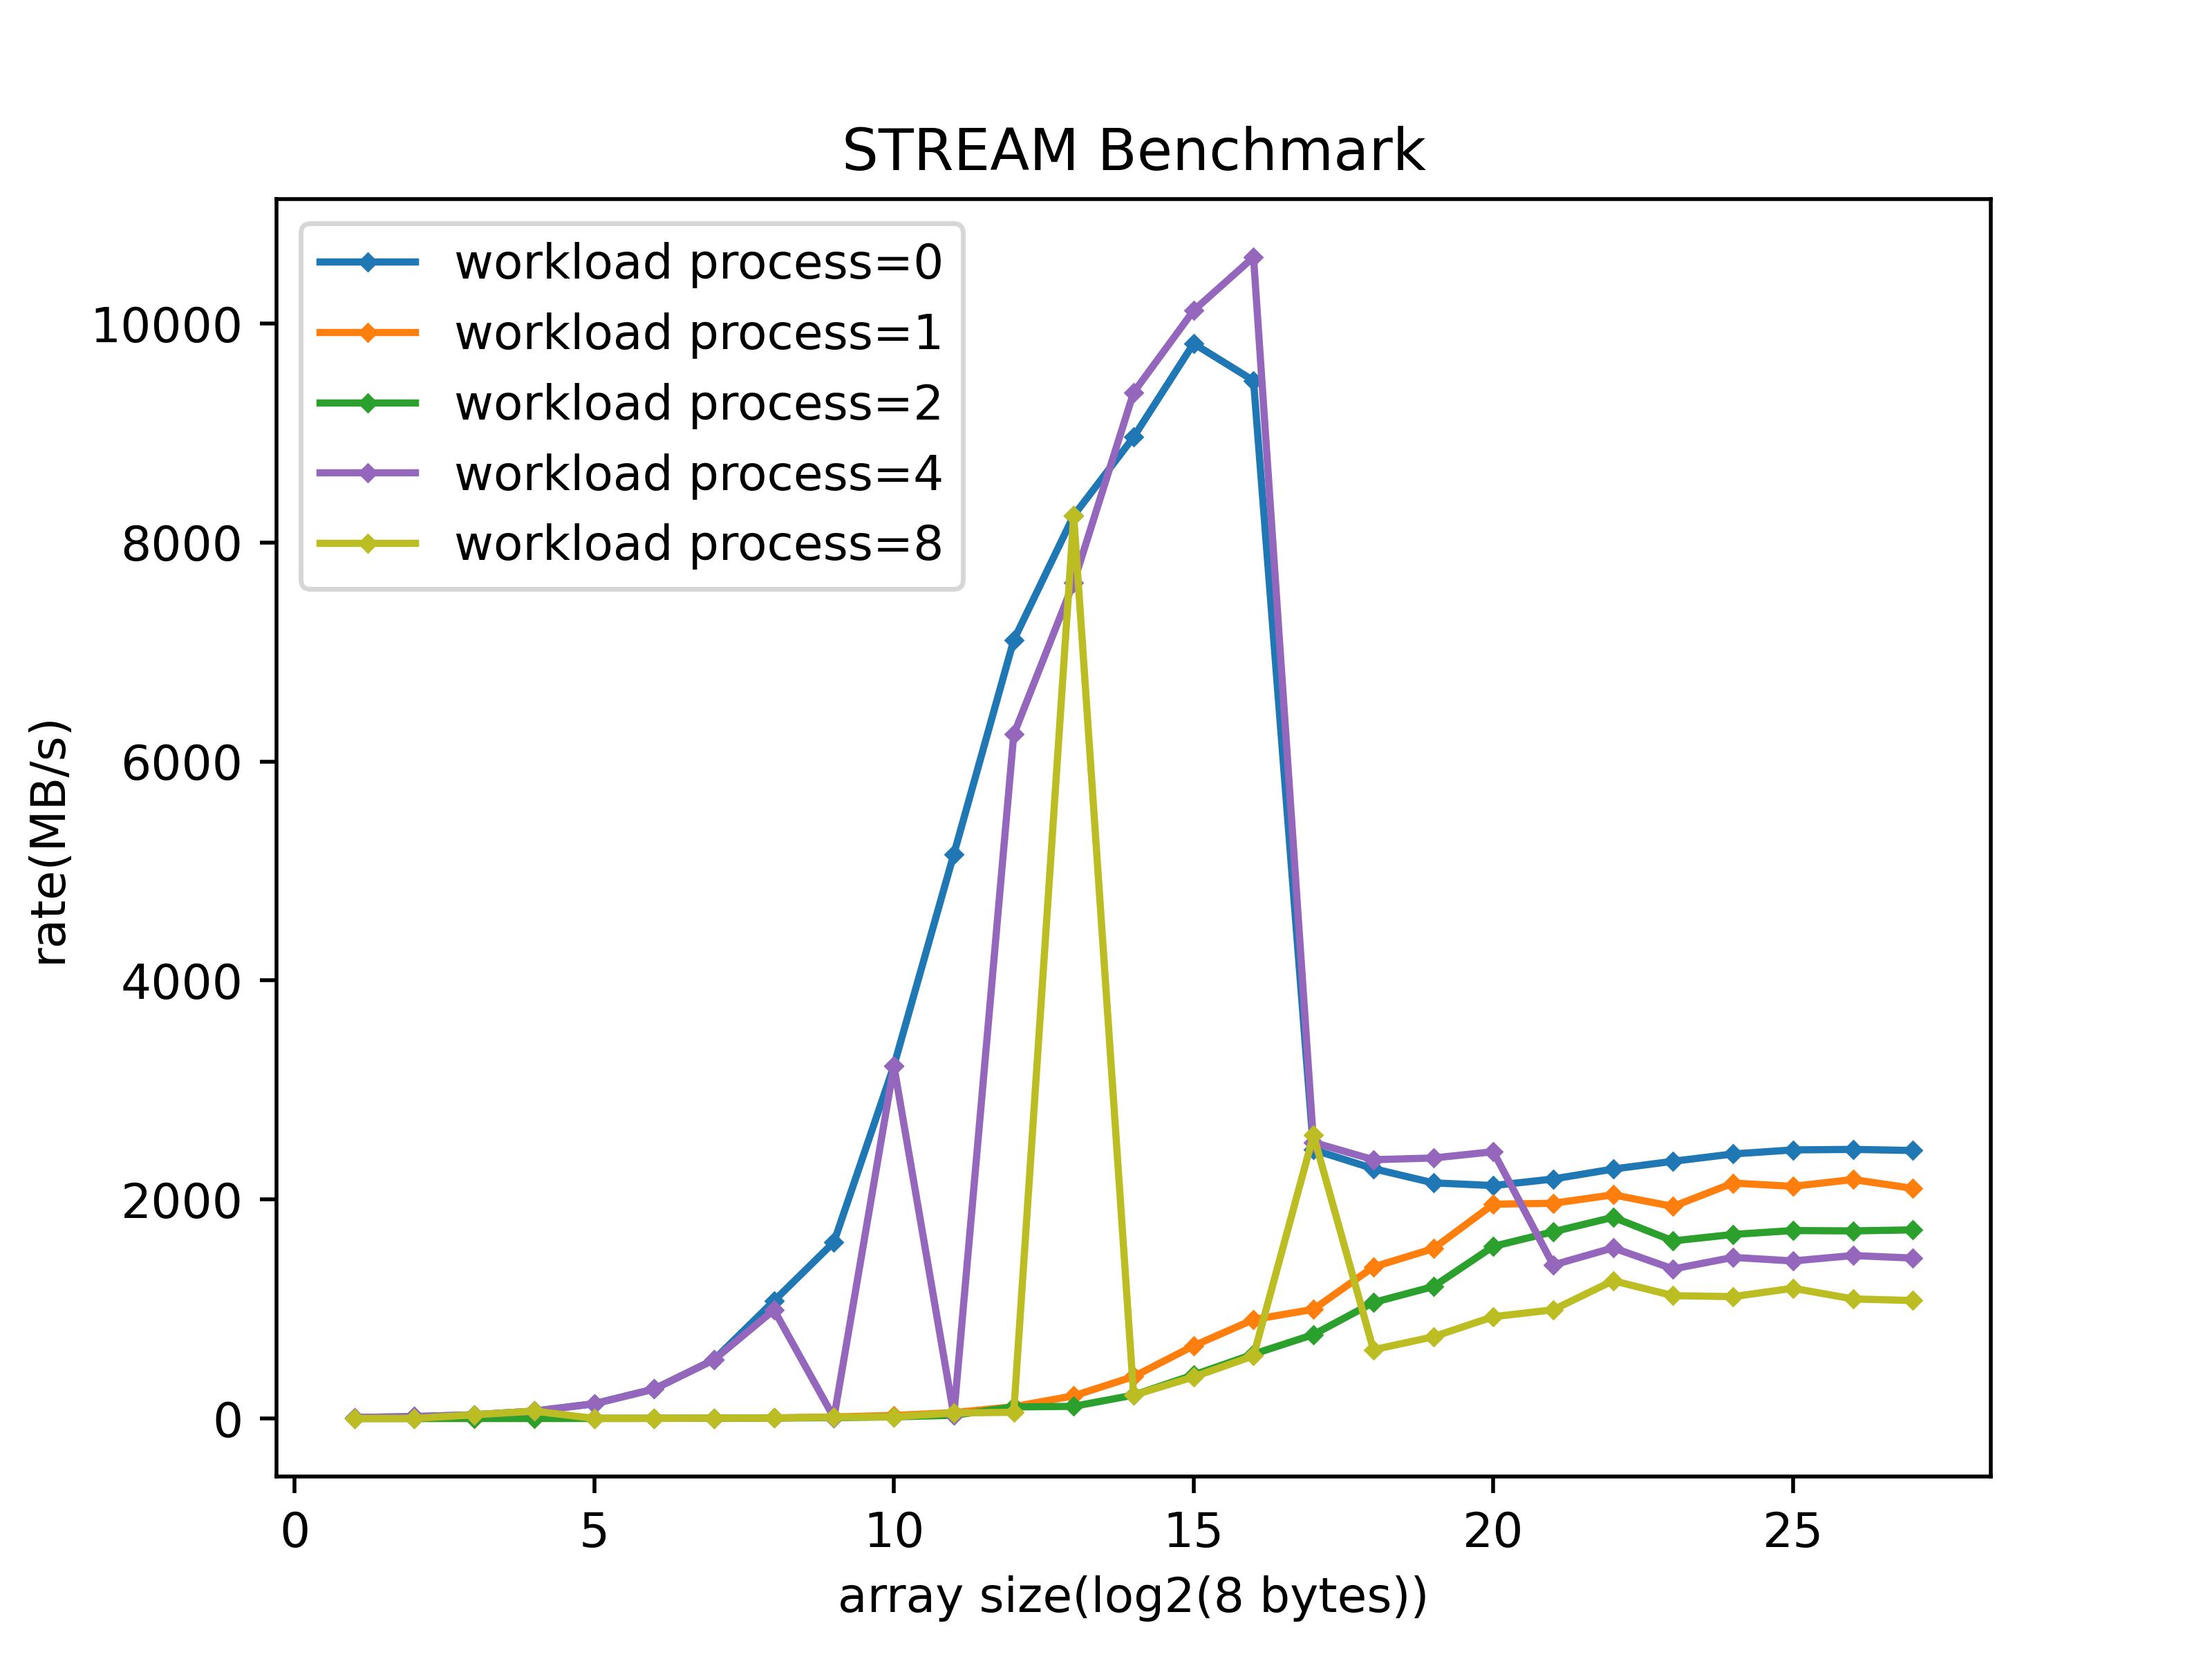 STREAM Benchmark
workload process=0
workload process=1
workload process=2
workload process=4
workload process=8
rate(MB/s)
10000
8000
6000
4000
2000
0
0 5 10 15 20 25
array size(log2(8 bytes))